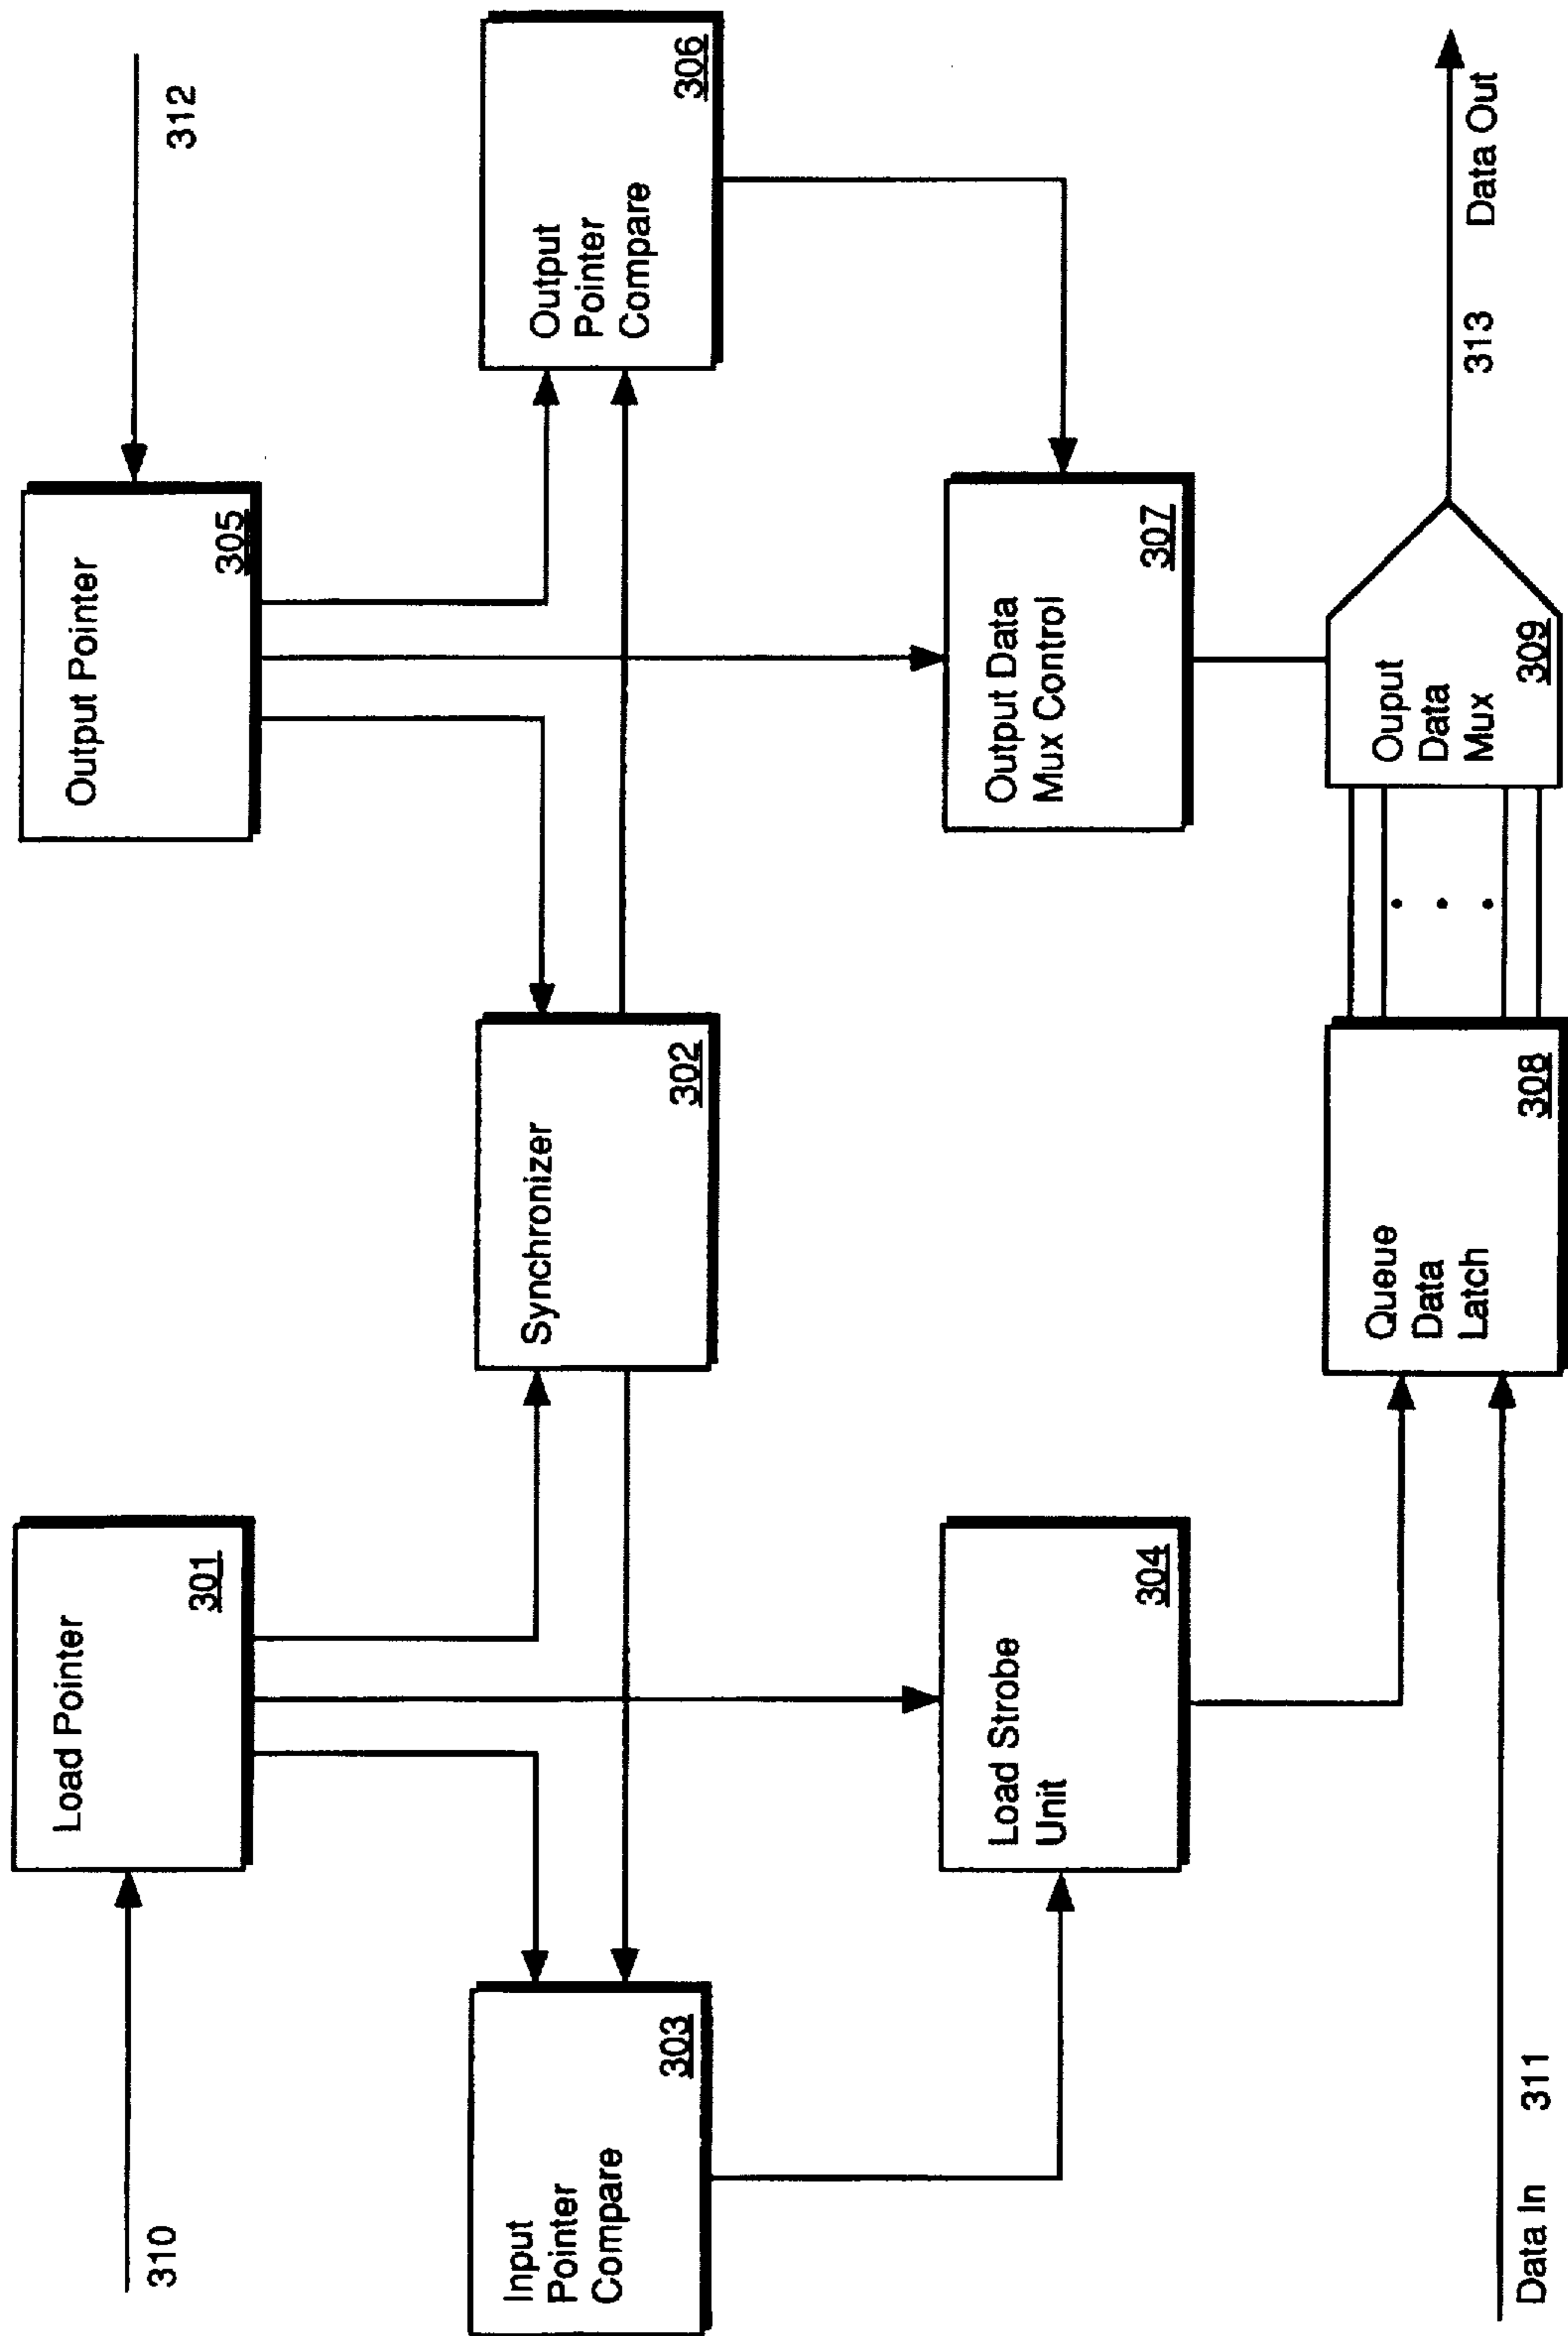 310
Load Pointer
301
Output Pointer
305
312
Input
Pointer
Compare
303
Synchronizer
302
Output
Pointer
Compare
306
Load Strobe
Unit
304
Output Data
Mux Control
307
Data In 311
Queue
Data
Latch
308
Ouput
Data
Mux
309
313 Data Out